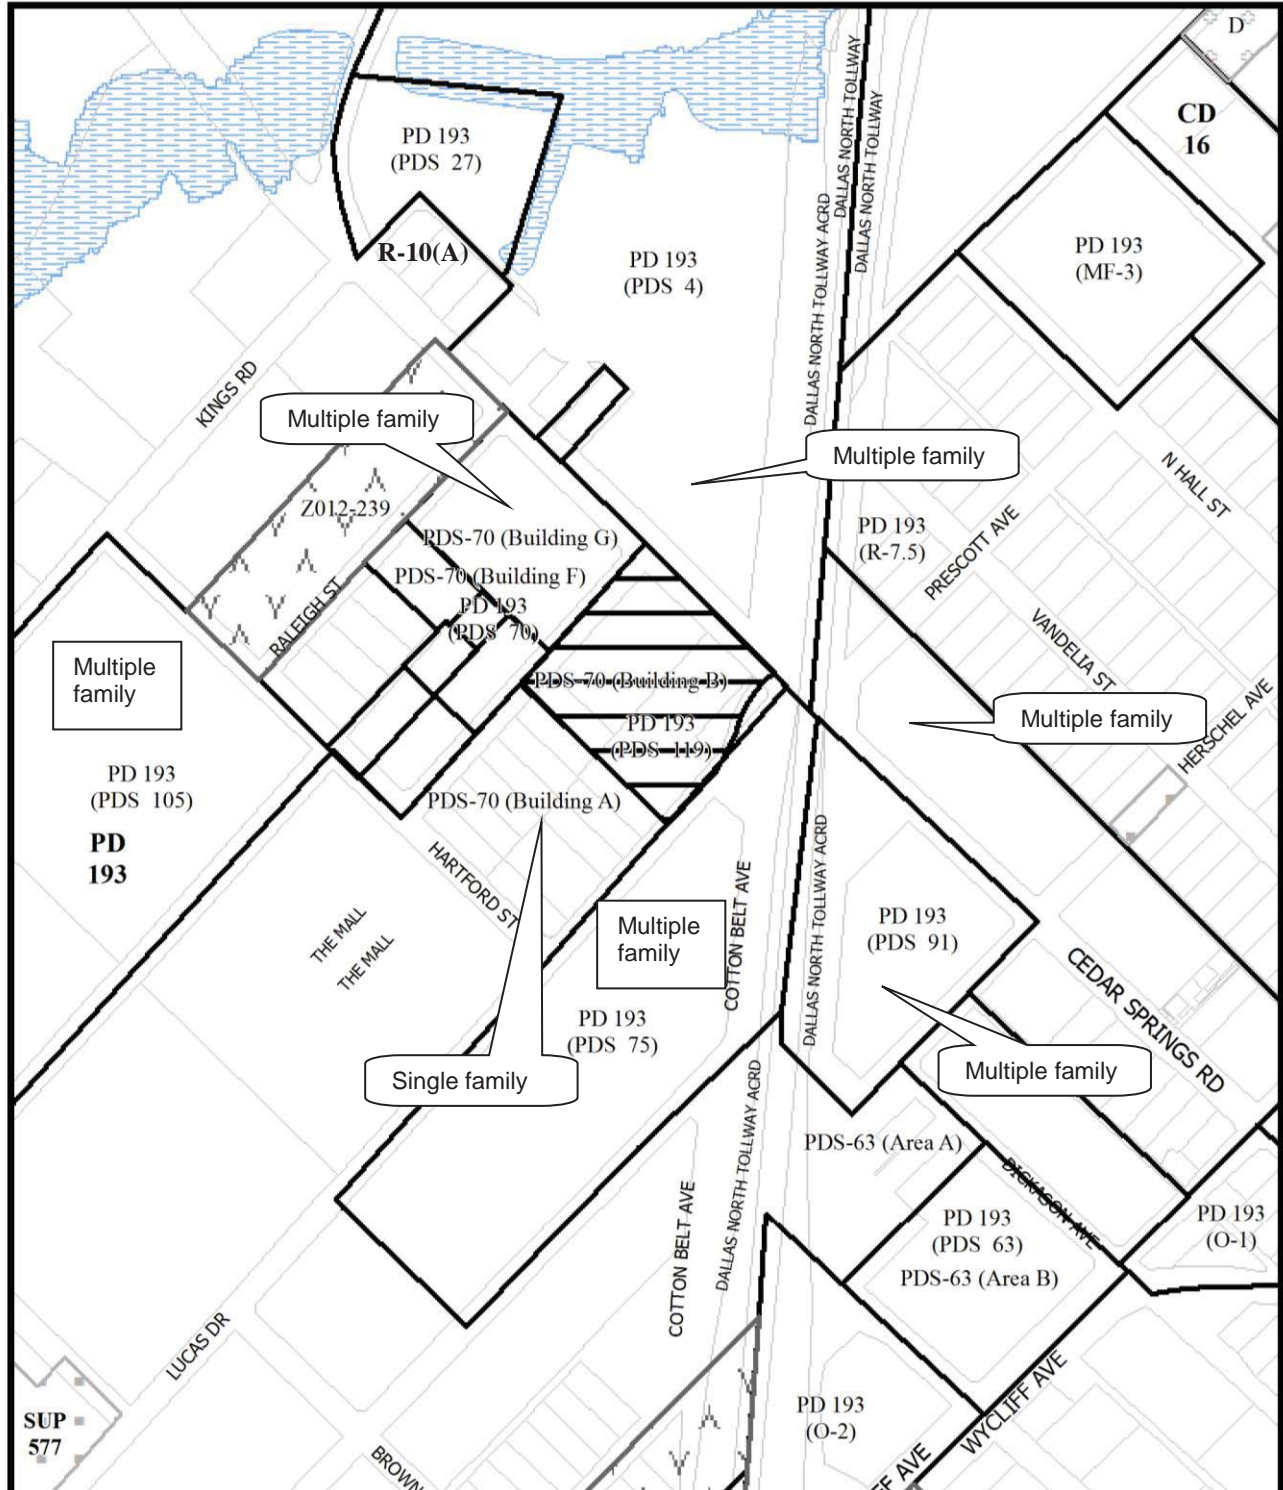 D
CD
16
DALLAS NORTH TOLLWAY
DALLAS NORTH TOLLWAY
DALLAS NORTH TOLLWAY ACRD
PD 193
(PDS 27)
R-10(A)
PD 193
(PDS 4)
PD 193
(MF-3)
KINGS RD
Multiple family
Multiple family
N HALL ST
Z012-239
PD 193
(R-7.5)
PRESCOTT AVE
PDS-70 (Building G)
PDS-70 (Building F)
PD 193
(PDS 70)
RALEIGH ST
VANDELIA ST
Multiple
family
PDS-70 (Building B)
PD 193
(PDS 119)
Multiple family
HERSCHEL AVE
PD 193
(PDS 105)
PD
193
PDS-70 (Building A)
HARTFORD ST
DALLAS NORTH TOLLWAY ACRD
COTTON BELT AVE
THE MALL
THE MALL
Multiple
family
PD 193
(PDS 91)
CEDAR SPRINGS RD
PD 193
(PDS 75)
Single family
Multiple family
DALLAS NORTH TOLLWAY ACRD
PDS-63 (Area A)
DICKASON AVE
COTTON BELT AVE
PD 193
(PDS 63)
PDS-63 (Area B)
PD 193
(O-1)
LUCAS DR
SUP
577
PD 193
(O-2)
WYCLIFF AVE
BROWN
FF AVE